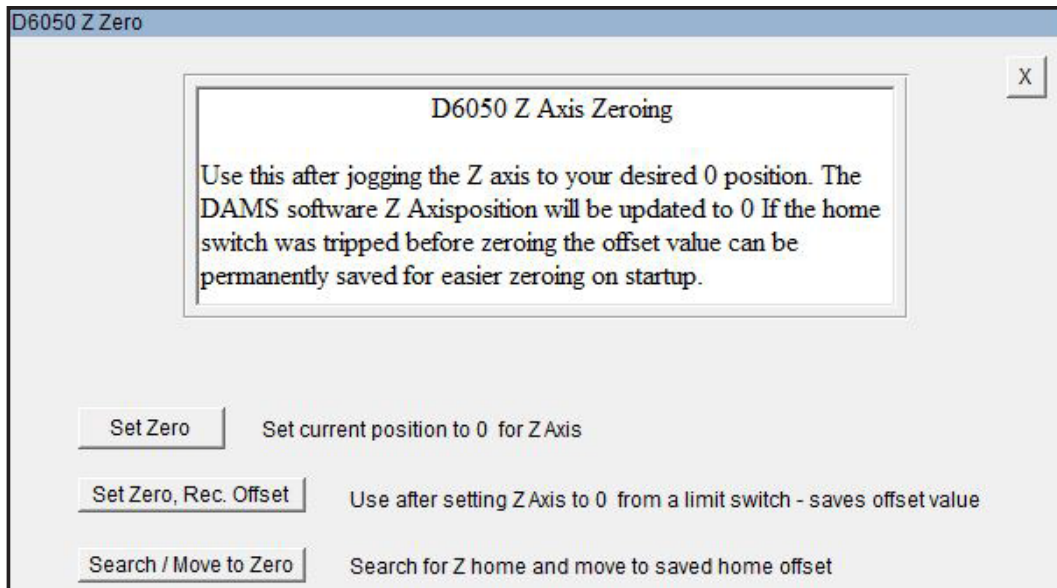 D6050 Z Zero
X
D6050 Z Axis Zeroing
Use this after jogging the Z axis to your desired 0 position. The
DAMS software Z Axisposition will be updated to 0 If the home
switch was tripped before zeroing the offset value can be
permanently saved for easier zeroing on startup.
Set Zero Set current position to 0 for Z Axis
Set Zero, Rec. Offset Use after setting Z Axis to 0 from a limit switch - saves offset value
Search / Move to Zero Search for Z home and move to saved home offset